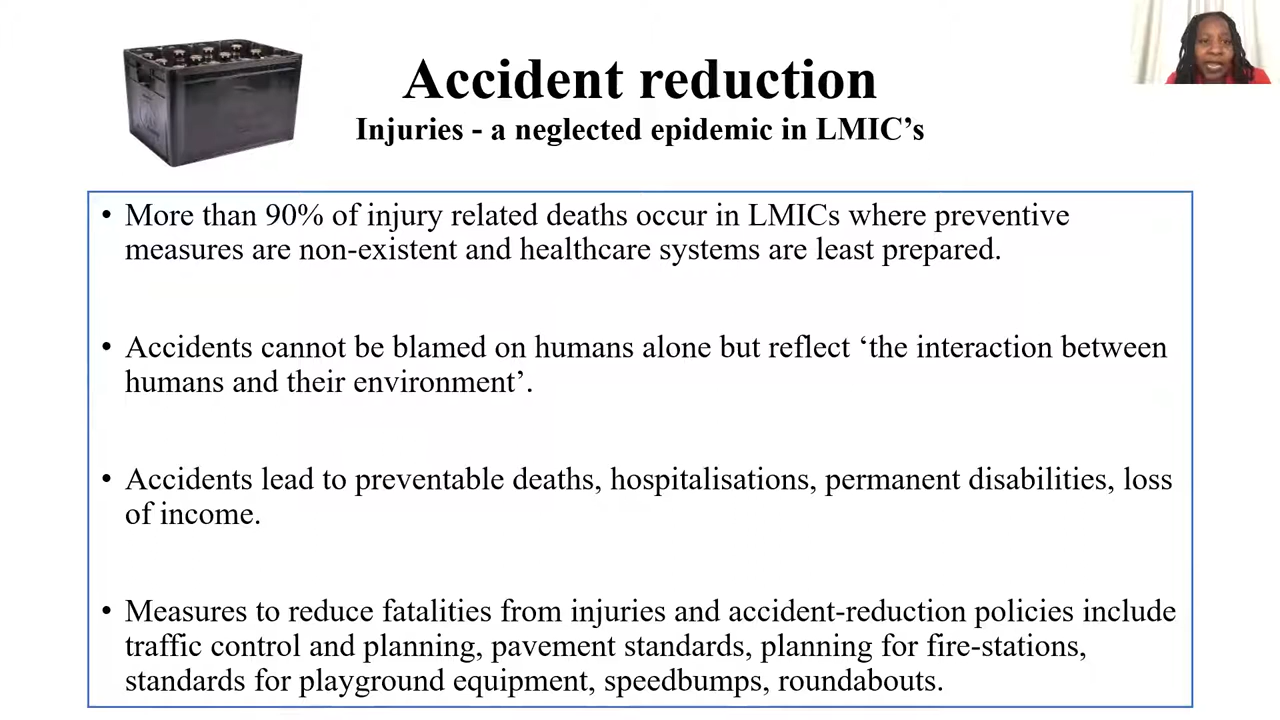 Accident reduction
Injuries - a neglected epidemic in LMIC’s
• More than 90% of injury related deaths occur in LMICs where preventive
measures are non-existent and healthcare systems are least prepared.
• Accidents cannot be blamed on humans alone but reflect ‘the interaction between
humans and their environment’.
• Accidents lead to preventable deaths, hospitalisations, permanent disabilities, loss
of income.
• Measures to reduce fatalities from injuries and accident-reduction policies include
traffic control and planning, pavement standards, planning for fire-stations,
standards for playground equipment, speedbumps, roundabouts.